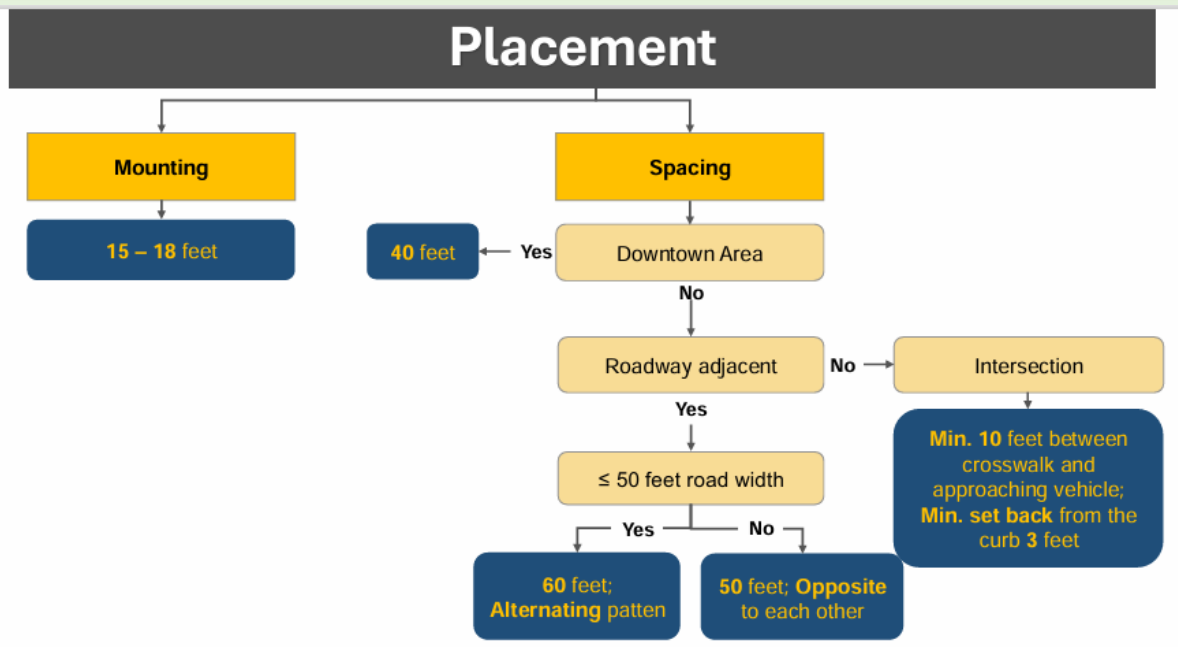 Placement
Mounting
Spacing
15 – 18 feet
40 feet
Yes
Downtown Area
No
Roadway adjacent
No
Intersection
Yes
Min. 10 feet between
crosswalk and
approaching vehicle;
Min. set back from the
curb 3 feet
≤ 50 feet road width
Yes
No
60 feet;
Alternating patten
50 feet; Opposite
to each other